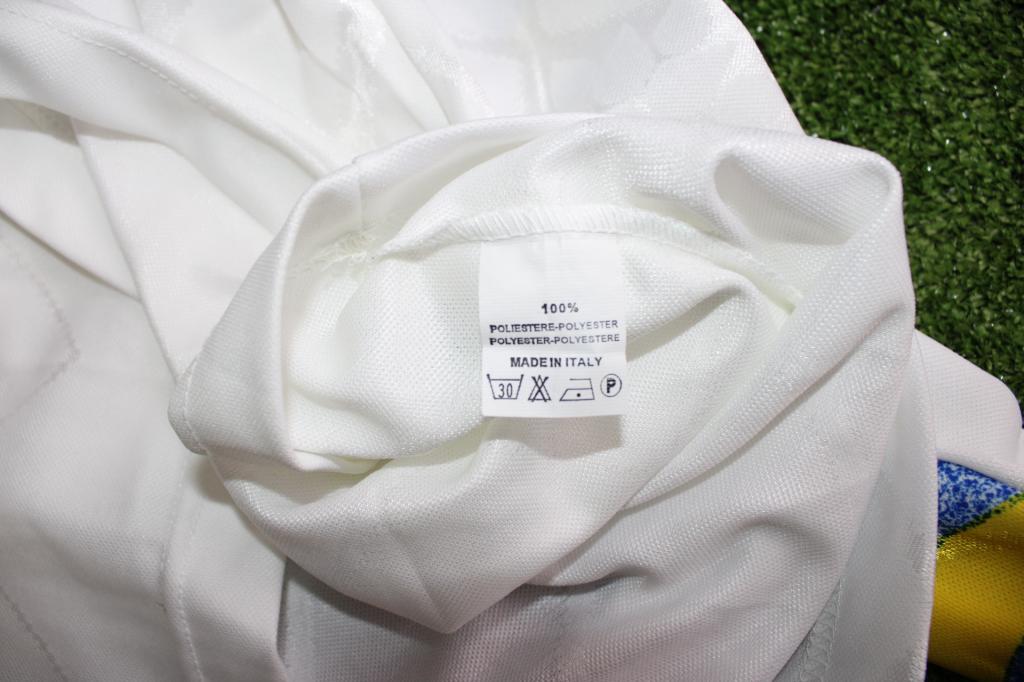 100%
POLIESTERE-POLYESTER
POLYESTER-POLYESTERE
MADE IN ITALY
30 P